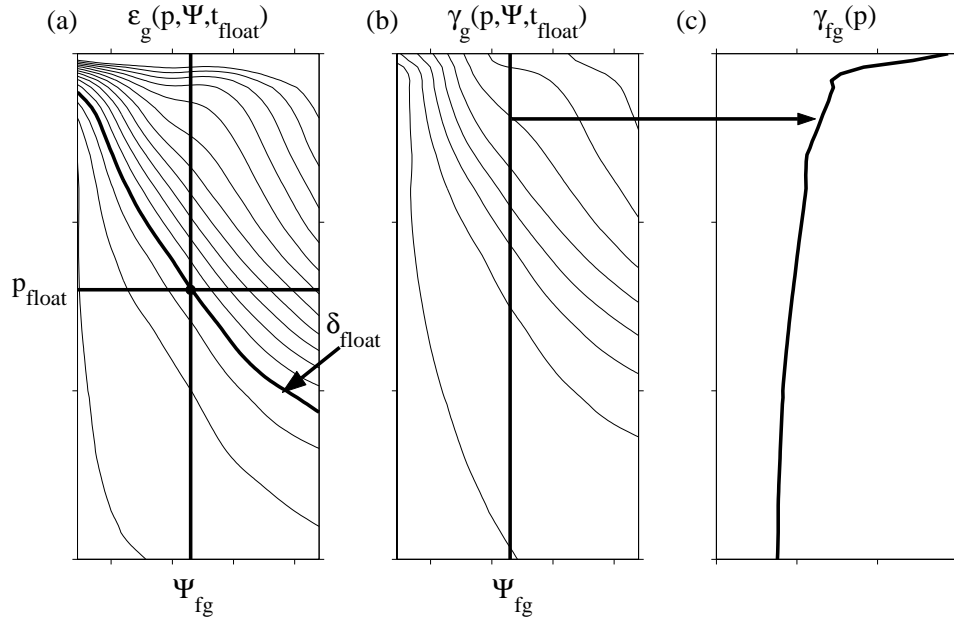 (a) ε_g(p,Ψ,t_float)
(b) γ_g(p,Ψ,t_float)
(c) γ_fg(p)
p_float
δ_float
Ψ_fg
Ψ_fg